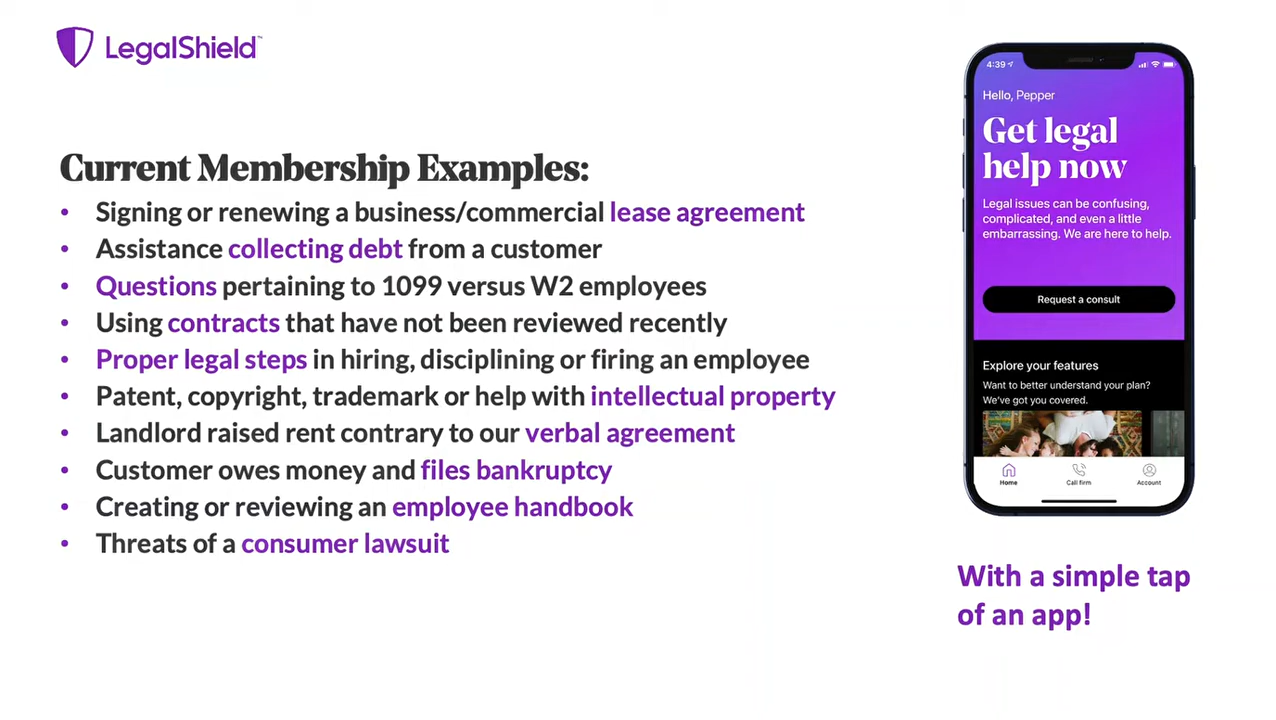 LegalShield™
Current Membership Examples:
• Signing or renewing a business/commercial lease agreement
• Assistance collecting debt from a customer
• Questions pertaining to 1099 versus W2 employees
• Using contracts that have not been reviewed recently
• Proper legal steps in hiring, disciplining or firing an employee
• Patent, copyright, trademark or help with intellectual property
• Landlord raised rent contrary to our verbal agreement
• Customer owes money and files bankruptcy
• Creating or reviewing an employee handbook
• Threats of a consumer lawsuit
4:39
Hello, Pepper
Get legal
help now
Legal issues can be confusing,
complicated, and even a little
embarrassing. We are here to help.
Request a consult
Explore your features
Want to better understand your plan?
We've got you covered.
Home Call firm Account
With a simple tap
of an app!